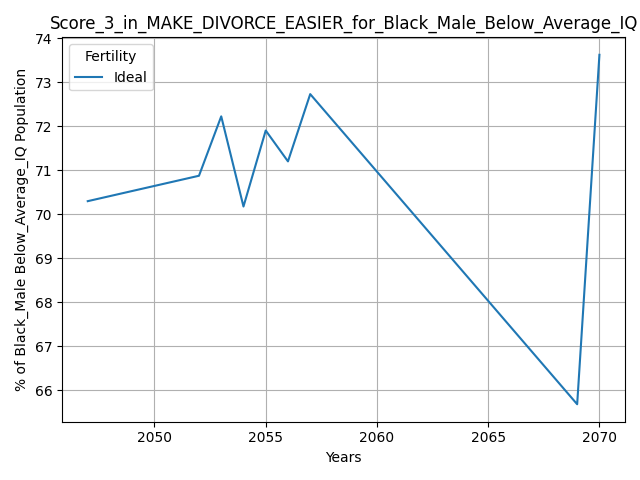 Score_3_in_MAKE_DIVORCE_EASIER_for_Black_Male_Below_Average_IQ
% of Black_Male Below_Average_IQ Population
74
73
72
71
70
69
68
67
66
Fertility
Ideal
2050 2055 2060 2065 2070
Years